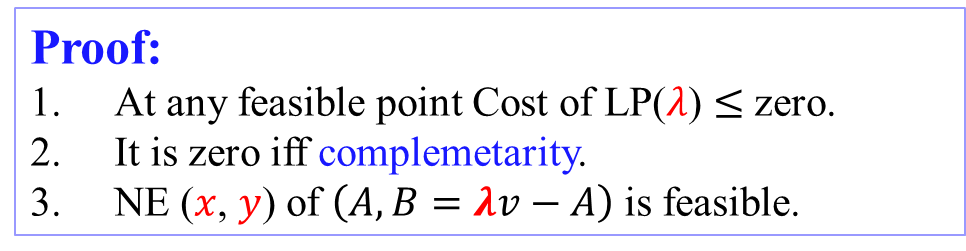 Proof:
1. At any feasible point Cost of LP(λ) ≤ zero.
2. It is zero iff complemetarity.
3. NE (x, y) of (A, B = λv − A) is feasible.